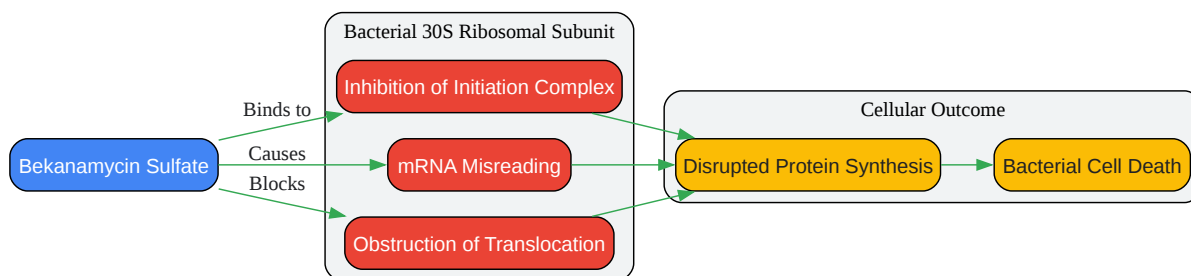 Bacterial 30S Ribosomal Subunit
Inhibition of Initiation Complex
Binds to
Cellular Outcome
Bekanamycin Sulfate
Causes
mRNA Misreading
Disrupted Protein Synthesis
Bacterial Cell Death
Blocks
Obstruction of Translocation